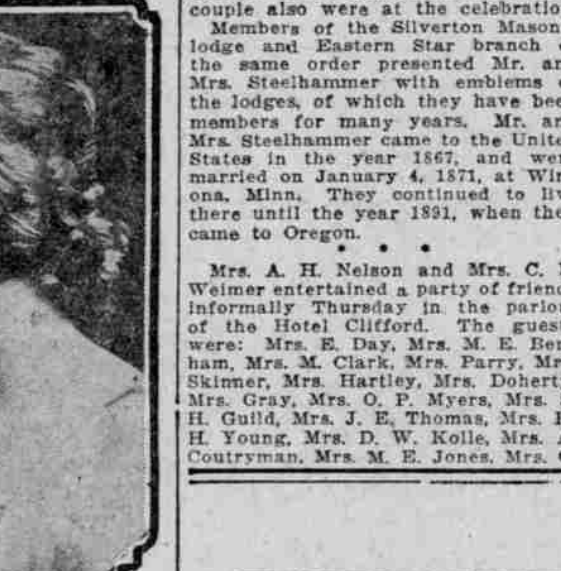 couple also were at the celebratio
Members of the Silverton Mason
lodge and Eastern Star branch
the same order presented Mr. an
Mrs. Steelhammer with emblems
the lodges, of which they have bee
members for many years. Mr. an
Mrs. Steelhammer came to the Unite
States in the year 1867, and wer
married on January 4, 1871, at Win
ona, Minn. They continued to liv
there until the year 1891, when the
came to Oregon.
* * *
Mrs. A. H. Nelson and Mrs. C.
Weimer entertained a party of friend
informally Thursday in the parlor
of the Hotel Clifford. The guest
were: Mrs. E. Day, Mrs. M. E. Ben
ham, Mrs. M. Clark, Mrs. Parry, Mr
Skinner, Mrs. Hartley, Mrs. Dohert
Mrs. Gray, Mrs. O. P. Myers, Mrs.
H. Guild, Mrs. J. E. Thomas, Mrs.
H. Young, Mrs. D. W. Kolle, Mrs.
Coutryman, Mrs. M. E. Jones, Mrs.